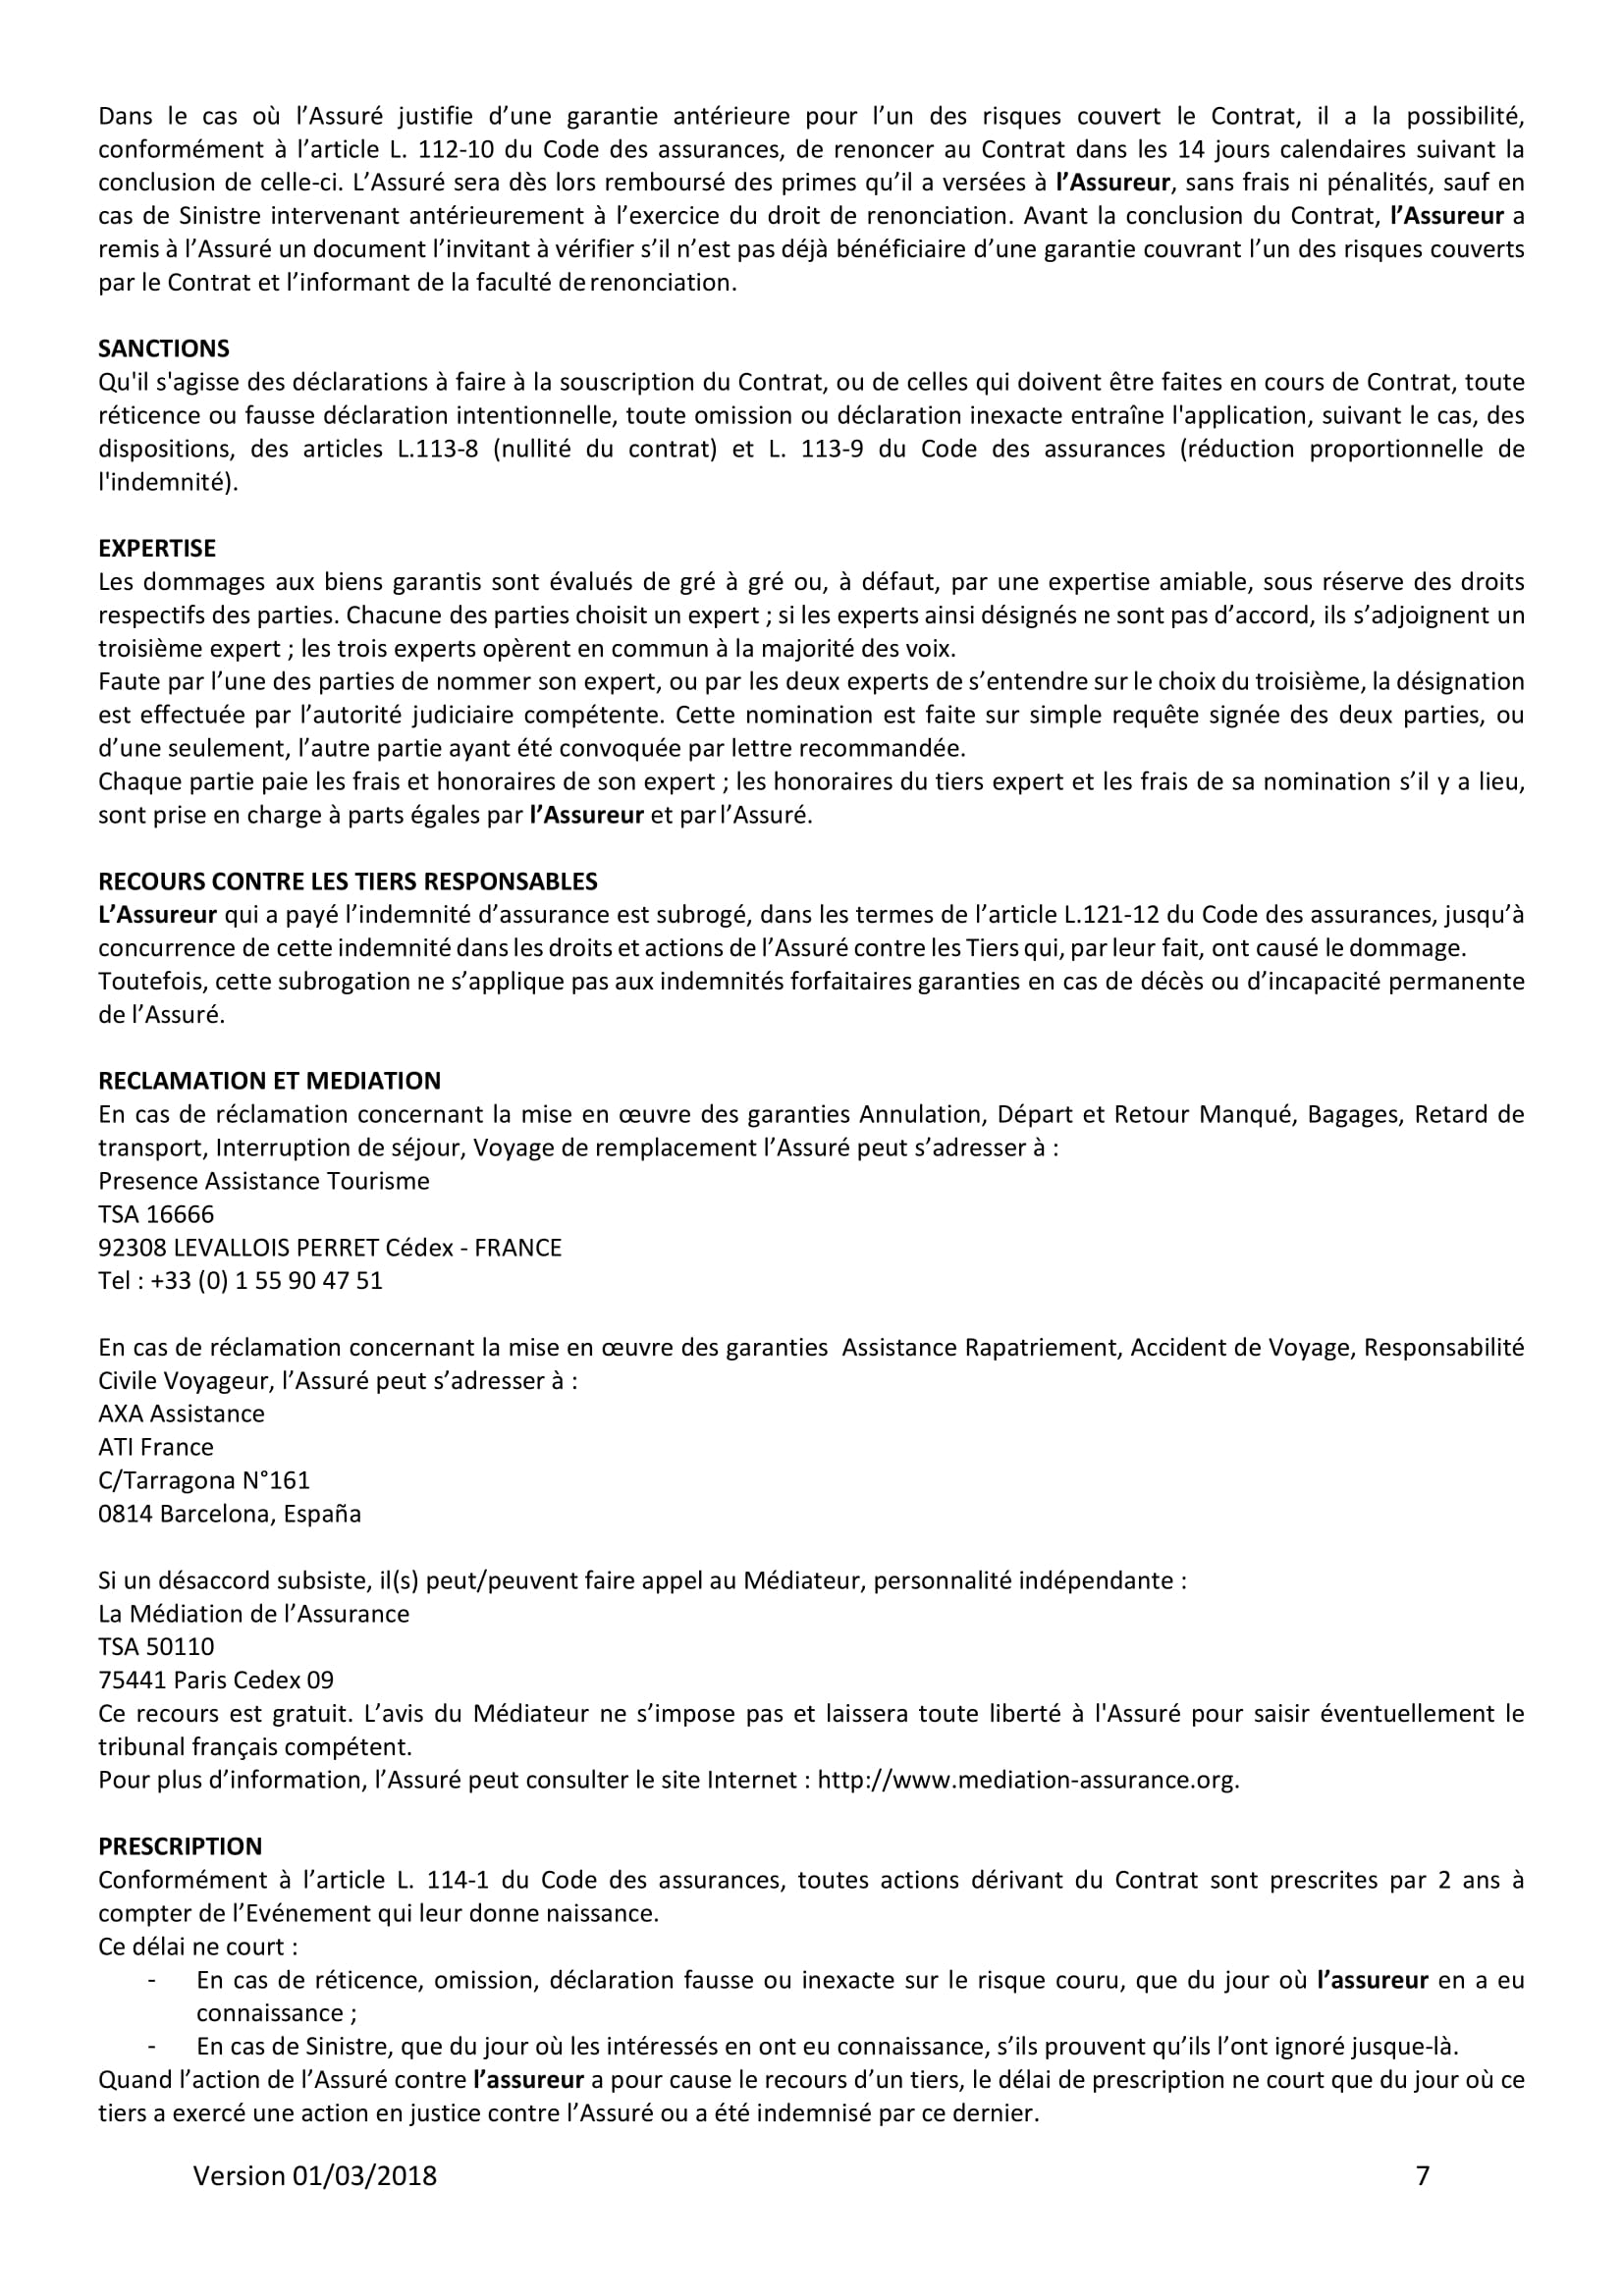 Dans le cas où l’Assuré justifie d’une garantie antérieure pour l’un des risques couvert le Contrat, il a la possibilité,
conformément à l’article L. 112-10 du Code des assurances, de renoncer au Contrat dans les 14 jours calendaires suivant la
conclusion de celle-ci. L’Assuré sera dès lors remboursé des primes qu’il a versées à l’Assureur, sans frais ni pénalités, sauf en
cas de Sinistre intervenant antérieurement à l’exercice du droit de renonciation. Avant la conclusion du Contrat, l’Assureur a
remis à l’Assuré un document l’invitant à vérifier s’il n’est pas déjà bénéficiaire d’une garantie couvrant l’un des risques couverts
par le Contrat et l’informant de la faculté de renonciation.
SANCTIONS
Qu'il s'agisse des déclarations à faire à la souscription du Contrat, ou de celles qui doivent être faites en cours de Contrat, toute
réticence ou fausse déclaration intentionnelle, toute omission ou déclaration inexacte entraîne l'application, suivant le cas, des
dispositions, des articles L.113-8 (nullité du contrat) et L. 113-9 du Code des assurances (réduction proportionnelle de
l'indemnité).
EXPERTISE
Les dommages aux biens garantis sont évalués de gré à gré ou, à défaut, par une expertise amiable, sous réserve des droits
respectifs des parties. Chacune des parties choisit un expert ; si les experts ainsi désignés ne sont pas d’accord, ils s’adjoignent un
troisième expert ; les trois experts opèrent en commun à la majorité des voix.
Faute par l’une des parties de nommer son expert, ou par les deux experts de s’entendre sur le choix du troisième, la désignation
est effectuée par l’autorité judiciaire compétente. Cette nomination est faite sur simple requête signée des deux parties, ou
d’une seulement, l’autre partie ayant été convoquée par lettre recommandée.
Chaque partie paie les frais et honoraires de son expert ; les honoraires du tiers expert et les frais de sa nomination s’il y a lieu,
sont prise en charge à parts égales par l’Assureur et par l’Assuré.
RECOURS CONTRE LES TIERS RESPONSABLES
L’Assureur qui a payé l’indemnité d’assurance est subrogé, dans les termes de l’article L.121-12 du Code des assurances, jusqu’à
concurrence de cette indemnité dans les droits et actions de l’Assuré contre les Tiers qui, par leur fait, ont causé le dommage.
Toutefois, cette subrogation ne s’applique pas aux indemnités forfaitaires garanties en cas de décès ou d’incapacité permanente
de l’Assuré.
RECLAMATION ET MEDIATION
En cas de réclamation concernant la mise en œuvre des garanties Annulation, Départ et Retour Manqué, Bagages, Retard de
transport, Interruption de séjour, Voyage de remplacement l’Assuré peut s’adresser à :
Presence Assistance Tourisme
TSA 16666
92308 LEVALLOIS PERRET Cédex - FRANCE
Tel : +33 (0) 1 55 90 47 51
En cas de réclamation concernant la mise en œuvre des garanties  Assistance Rapatriement, Accident de Voyage, Responsabilité
Civile Voyageur, l’Assuré peut s’adresser à :
AXA Assistance
ATI France
C/Tarragona N°161
0814 Barcelona, España
Si un désaccord subsiste, il(s) peut/peuvent faire appel au Médiateur, personnalité indépendante :
La Médiation de l’Assurance
TSA 50110
75441 Paris Cedex 09
Ce recours est gratuit. L’avis du Médiateur ne s’impose pas et laissera toute liberté à l'Assuré pour saisir éventuellement le
tribunal français compétent.
Pour plus d’information, l’Assuré peut consulter le site Internet : http://www.mediation-assurance.org.
PRESCRIPTION
Conformément à l’article L. 114-1 du Code des assurances, toutes actions dérivant du Contrat sont prescrites par 2 ans à
compter de l’Evénement qui leur donne naissance.
Ce délai ne court :
- En cas de réticence, omission, déclaration fausse ou inexacte sur le risque couru, que du jour où l’assureur en a eu
connaissance ;
- En cas de Sinistre, que du jour où les intéressés en ont eu connaissance, s’ils prouvent qu’ils l’ont ignoré jusque-là.
Quand l’action de l’Assuré contre l’assureur a pour cause le recours d’un tiers, le délai de prescription ne court que du jour où ce
tiers a exercé une action en justice contre l’Assuré ou a été indemnisé par ce dernier.
Version 01/03/2018 7